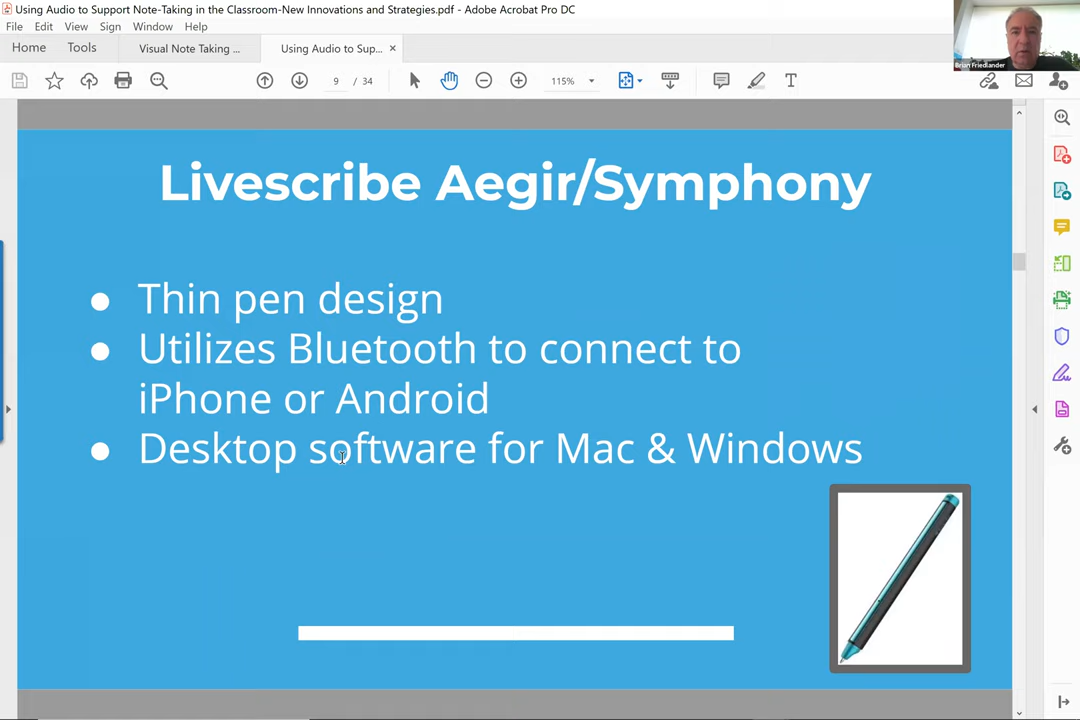 Using Audio to Support Note-Taking in the Classroom-New Innovations and Strategies.pdf - Adobe Acrobat Pro DC
File Edit View Sign Window Help
Home Tools Visual Note Taking ... Using Audio to Sup... ×
9 / 34 115%
Brian Friedlander
Livescribe Aegir/Symphony
● Thin pen design
● Utilizes Bluetooth to connect to
iPhone or Android
● Desktop software for Mac & Windows